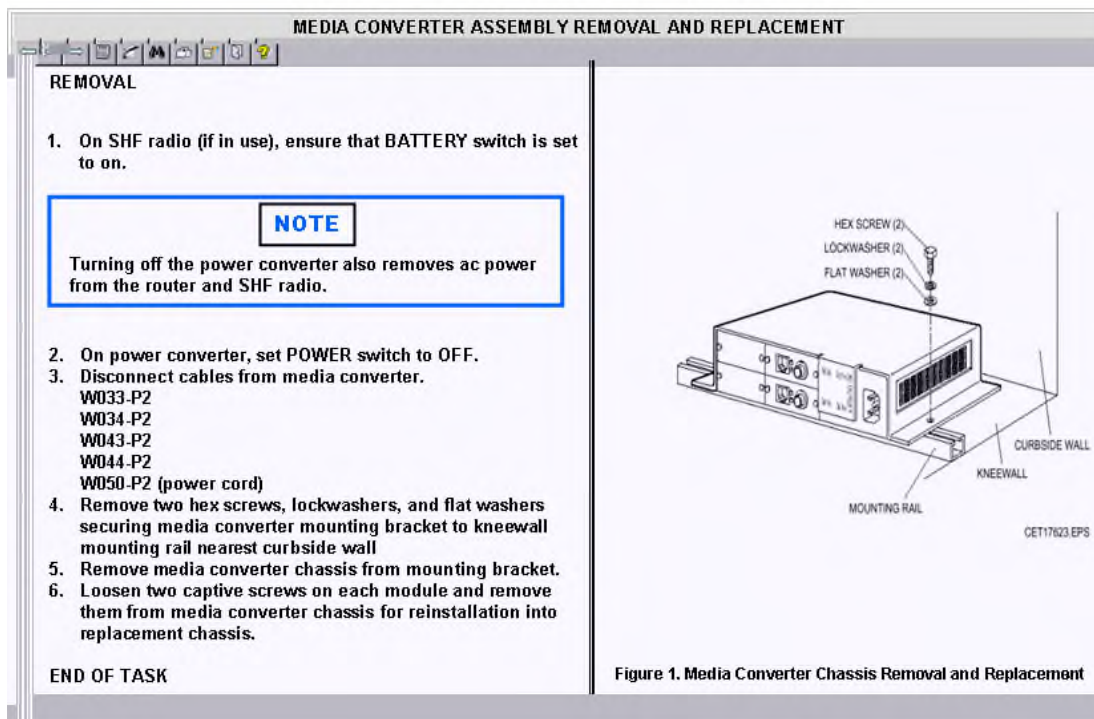 MEDIA CONVERTER ASSEMBLY REMOVAL AND REPLACEMENT
REMOVAL
1. On SHF radio (if in use), ensure that BATTERY switch is set
to on.
NOTE
Turning off the power converter also removes ac power
from the router and SHF radio.
2. On power converter, set POWER switch to OFF.
3. Disconnect cables from media converter.
W033-P2
W034-P2
W043-P2
W044-P2
W050-P2 (power cord)
4. Remove two hex screws, lockwashers, and flat washers
securing media converter mounting bracket to kneewall
mounting rail nearest curbside wall
5. Remove media converter chassis from mounting bracket.
6. Loosen two captive screws on each module and remove
them from media converter chassis for reinstallation into
replacement chassis.
END OF TASK
HEX SCREW (2)
LOCKWASHER (2)
FLAT WASHER (2)
CURBSIDE WALL
KNEEWALL
MOUNTING RAIL
CET17623.EPS
Figure 1. Media Converter Chassis Removal and Replacement